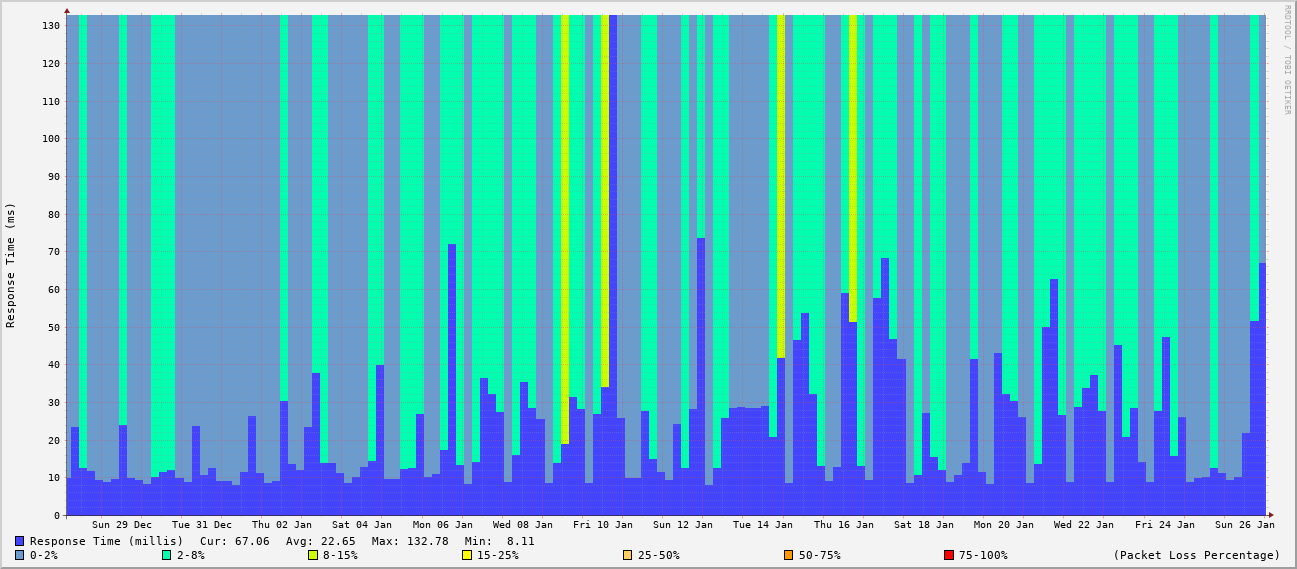 RRDTOOL / TOBI OETIKER
Response Time (ms)
130
120
110
100
90
80
70
60
50
40
30
20
10
0
Sun 29 Dec Tue 31 Dec Thu 02 Jan Sat 04 Jan Mon 06 Jan Wed 08 Jan Fri 10 Jan Sun 12 Jan Tue 14 Jan Thu 16 Jan Sat 18 Jan Mon 20 Jan Wed 22 Jan Fri 24 Jan Sun 26 Jan
Response Time (millis) Cur: 67.06 Avg: 22.65 Max: 132.78 Min: 8.11
0-2% 2-8% 8-15% 15-25% 25-50% 50-75% 75-100% (Packet Loss Percentage)